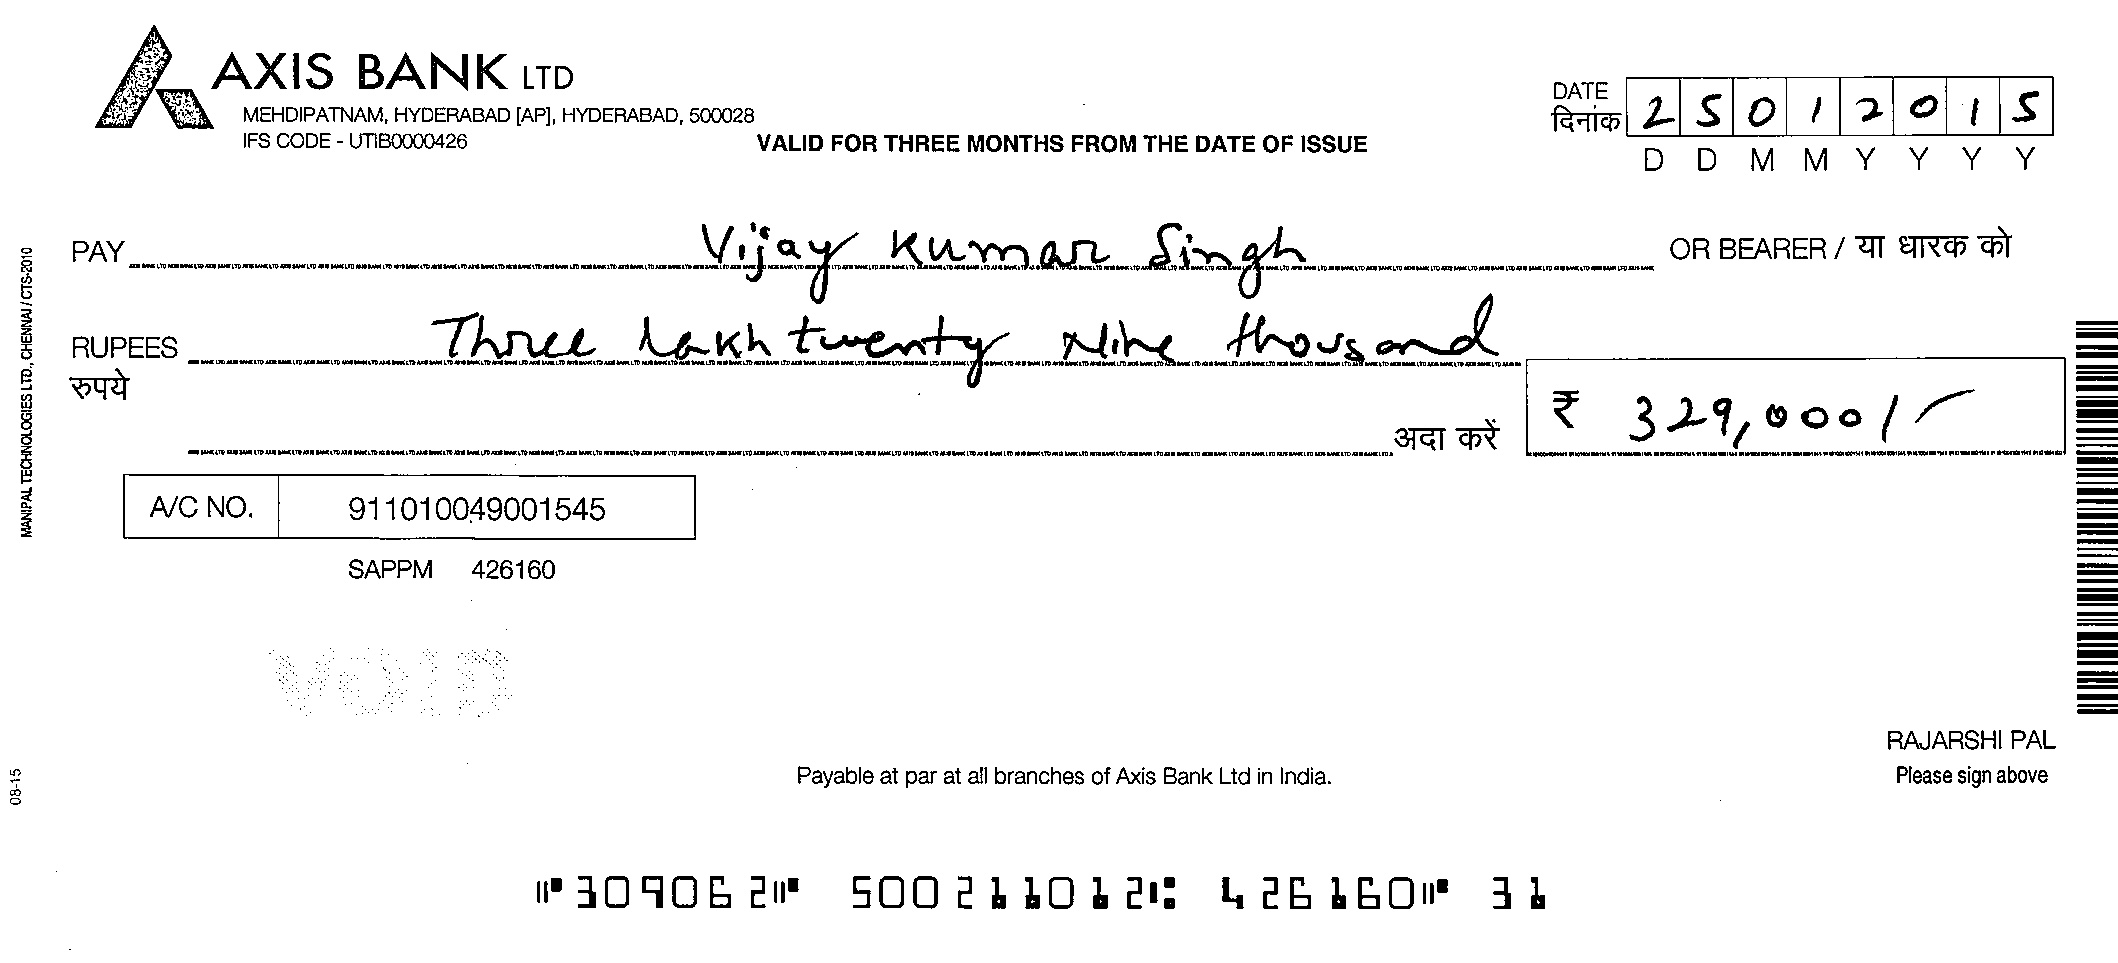 AXIS BANK LTD
MEHDIPATNAM, HYDERABAD [AP], HYDERABAD, 500028
IFS CODE - UTIB0000426
VALID FOR THREE MONTHS FROM THE DATE OF ISSUE
DATE
दिनांक 2 5 0 1 2 0 1 5
D D M M Y Y Y Y
PAY Vijay Kumar Singh OR BEARER / या धारक को
RUPEES Three lakh twenty Nine thousand
रुपये
अदा करें ₹ 329,000/-
A/C NO. 911010049001545
SAPPM 426160
VOID
RAJARSHI PAL
Please sign above
Payable at par at all branches of Axis Bank Ltd in India.
⑈309062⑈ 500211012⑆ 426160⑈ 31
MANIPAL TECHNOLOGIES LTD., CHENNAI / CTS-2010
08-15